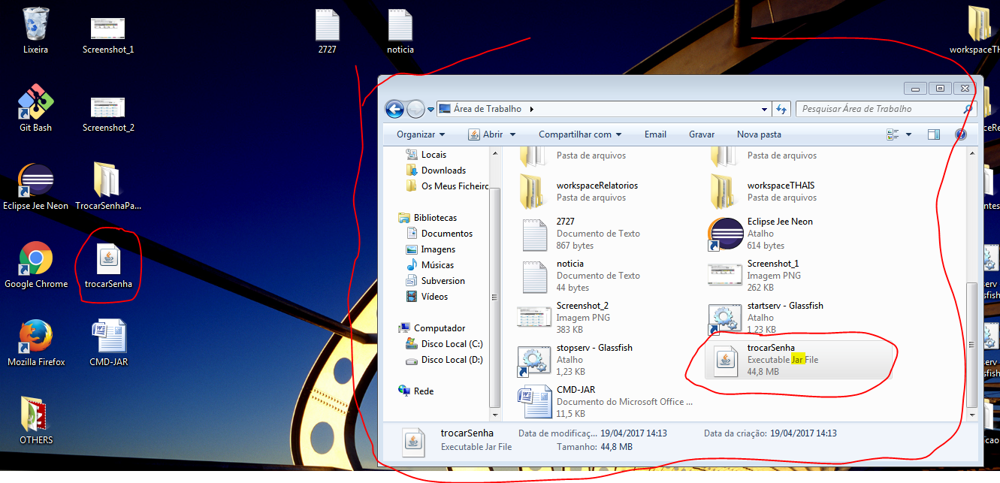 Lixeira
Screenshot_1
2727
noticia
workspaceTH
Git Bash
Screenshot_2
Eclipse Jee Neon
TrocarSenhaPa...
Google Chrome
trocarSenha
Mozilla Firefox
CMD-JAR
OTHERS
Área de Trabalho
Pesquisar Área de Trabalho
Organizar
Abrir
Compartilhar com
Email
Gravar
Nova pasta
Locais
Downloads
Os Meus Ficheiro
Bibliotecas
Documentos
Imagens
Músicas
Subversion
Vídeos
Computador
Disco Local (C:)
Disco Local (D:)
Rede
Pasta de arquivos
Pasta de arquivos
workspaceRelatorios
Pasta de arquivos
workspaceTHAIS
Pasta de arquivos
2727
Documento de Texto
867 bytes
Eclipse Jee Neon
Atalho
614 bytes
noticia
Documento de Texto
44 bytes
Screenshot_1
Imagem PNG
262 KB
Screenshot_2
Imagem PNG
383 KB
startserv - Glassfish
Atalho
1,23 KB
stopserv - Glassfish
Atalho
1,23 KB
trocarSenha
Executable Jar File
44,8 MB
CMD-JAR
Documento do Microsoft Office ...
11,5 KB
trocarSenha
Data de modificaç... 19/04/2017 14:13
Data da criação: 19/04/2017 14:13
Executable Jar File
Tamanho: 44,8 MB